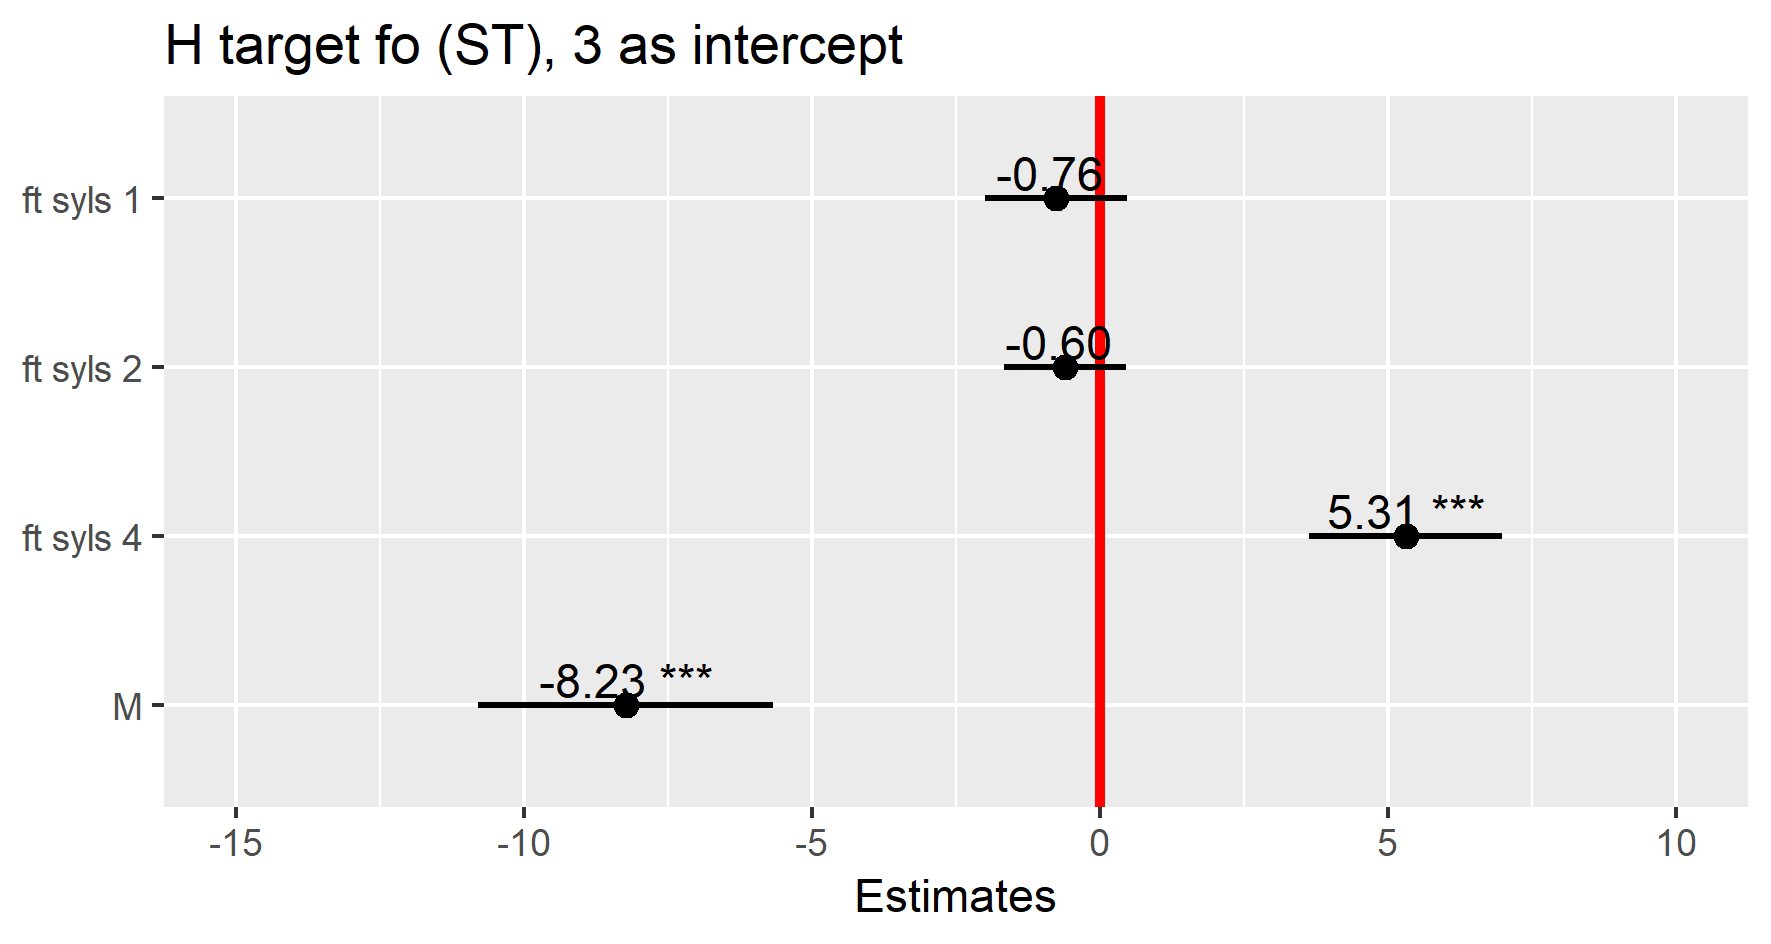 H target fo (ST), 3 as intercept
ft syls 1
-0.76
ft syls 2
-0.60
ft syls 4
5.31 ***
M
-8.23 ***
-15 -10 -5 0 5 10
Estimates